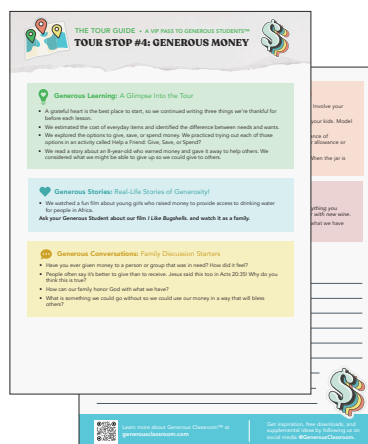 THE TOUR GUIDE • A VIP PASS TO GENEROUS STUDENTS™
TOUR STOP #4: GENEROUS MONEY
Generous Learning: A Glimpse Into the Tour
• A grateful heart is the best place to start, so we continued writing three things we're thankful for
before each lesson.
• We estimated the cost of everyday items and identified the difference between needs and wants.
• We explored the options to give, save, or spend money. We practiced trying out each of those
options in an activity called Help a Friend: Give, Save, or Spend?
• We read a story about an 8-year-old who earned money and gave it away to help others. We
considered what we might be able to give up so we could give to others.
Generous Stories: Real-Life Stories of Generosity!
• We watched a fun film about young girls who raised money to provide access to drinking water
for people in Africa.
Ask your Generous Student about our film I Like Bugshells. and watch it as a family.
Generous Conversations: Family Discussion Starters
• Have you ever given money to a person or group that was in need? How did it feel?
• People often say it's better to give than to receive. Jesus said this too in Acts 20:35! Why do you
think this is true?
• How can our family honor God with what we have?
• What is something we could go without so we could use our money in a way that will bless
others?
Involve your
your kids. Model
ance of
r allowance or
When the jar is
ything you
r with new wine.
what we have
Learn more about Generous Classroom™ at
generousclassroom.com
Get inspiration, free downloads, and
supplemental ideas by following us on
social media @GenerousClassroom.